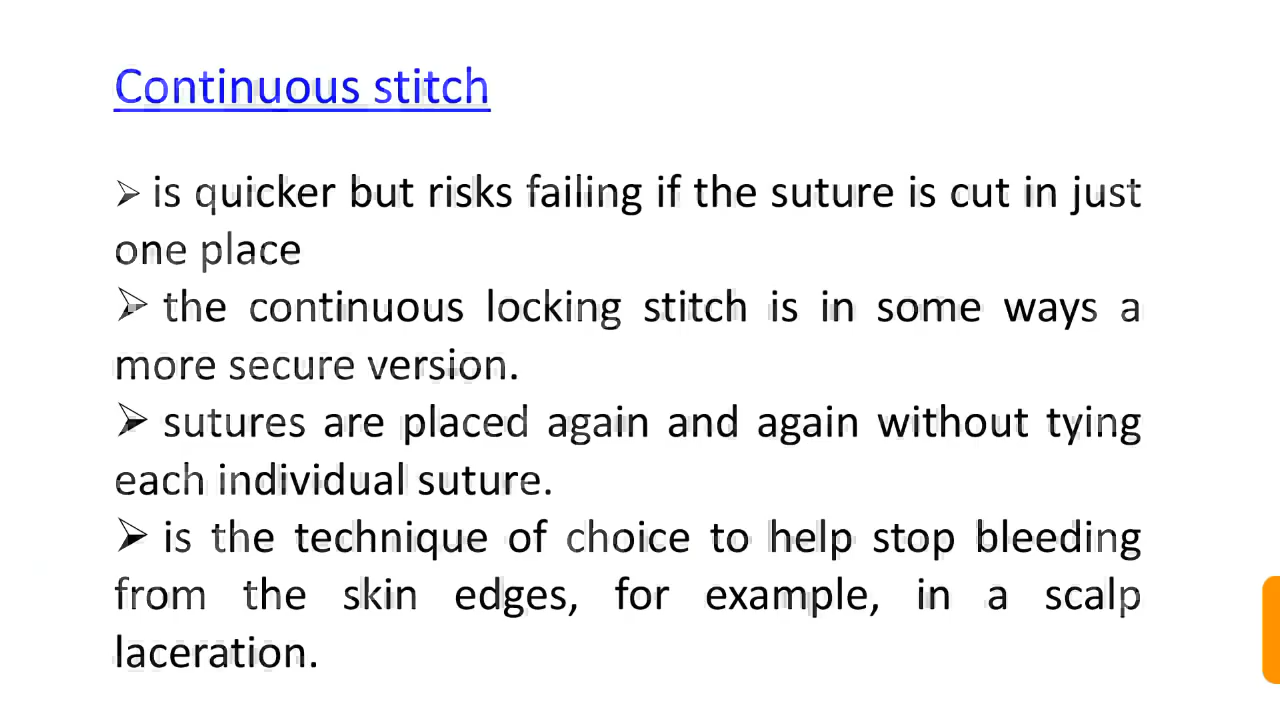 Continuous stitch
➢ is quicker but risks failing if the suture is cut in just
one place
➢ the continuous locking stitch is in some ways a
more secure version.
➢ sutures are placed again and again without tying
each individual suture.
➢ is the technique of choice to help stop bleeding
from the skin edges, for example, in a scalp
laceration.